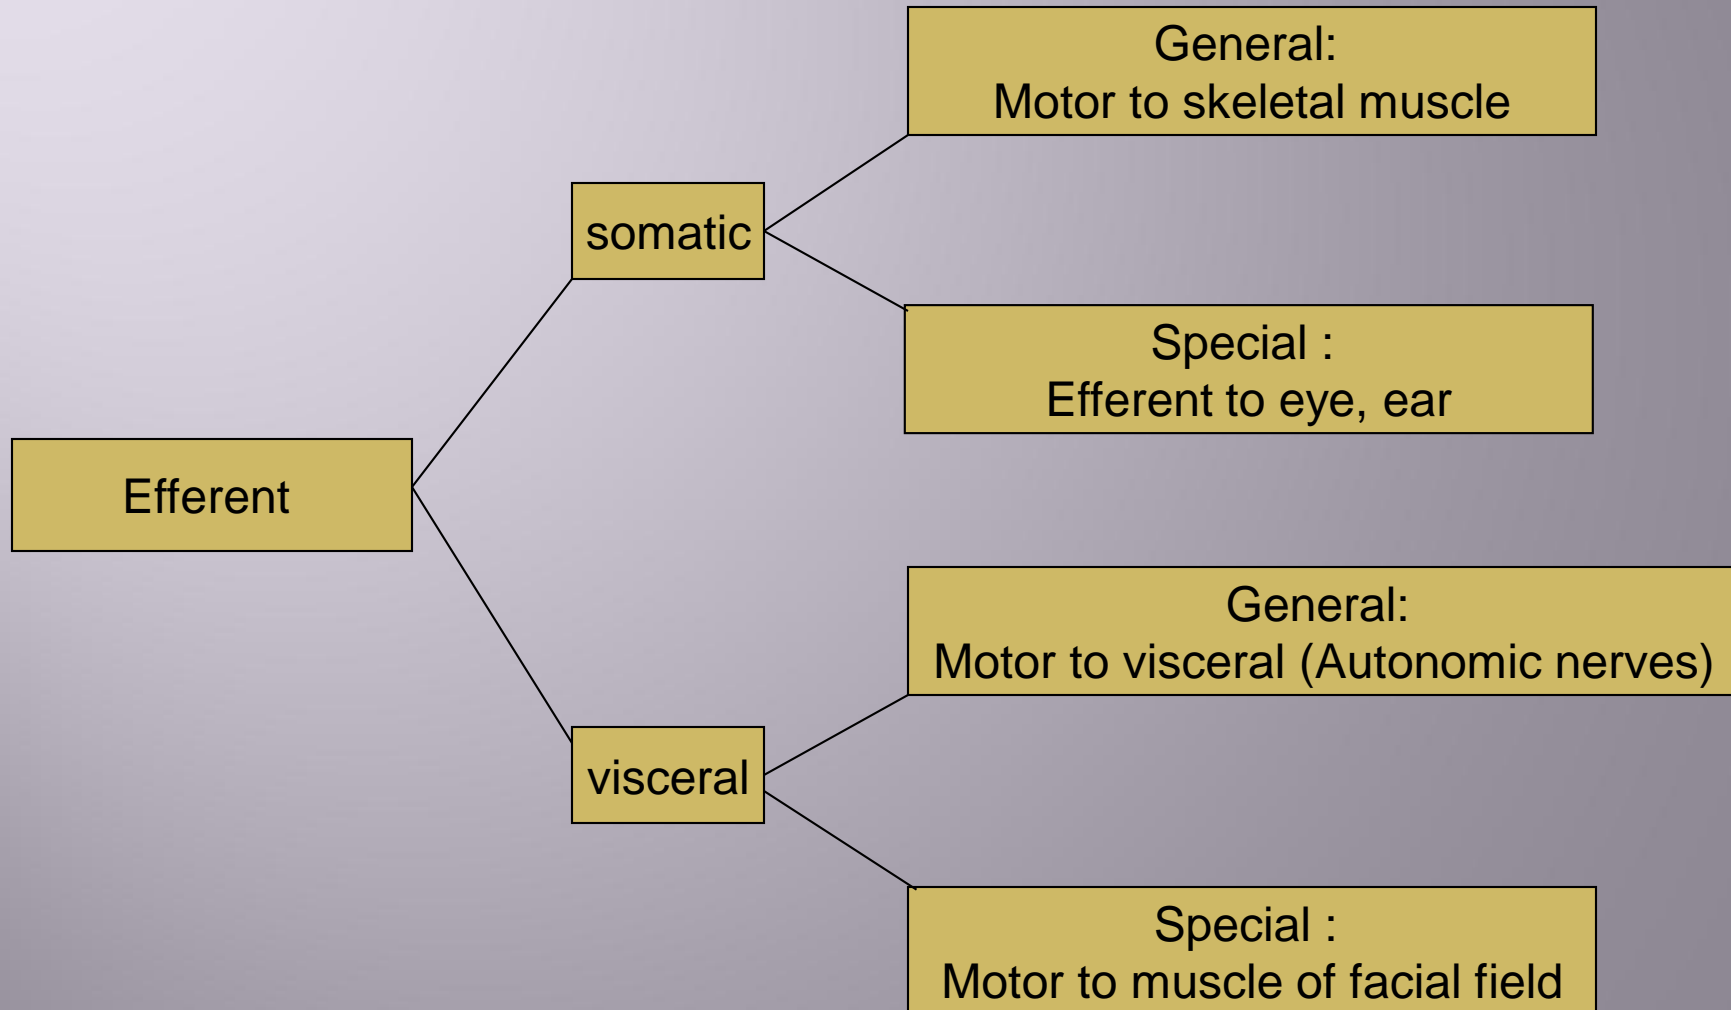 General:
Motor to skeletal muscle
somatic
Special :
Efferent to eye, ear
Efferent
General:
Motor to visceral (Autonomic nerves)
visceral
Special :
Motor to muscle of facial field